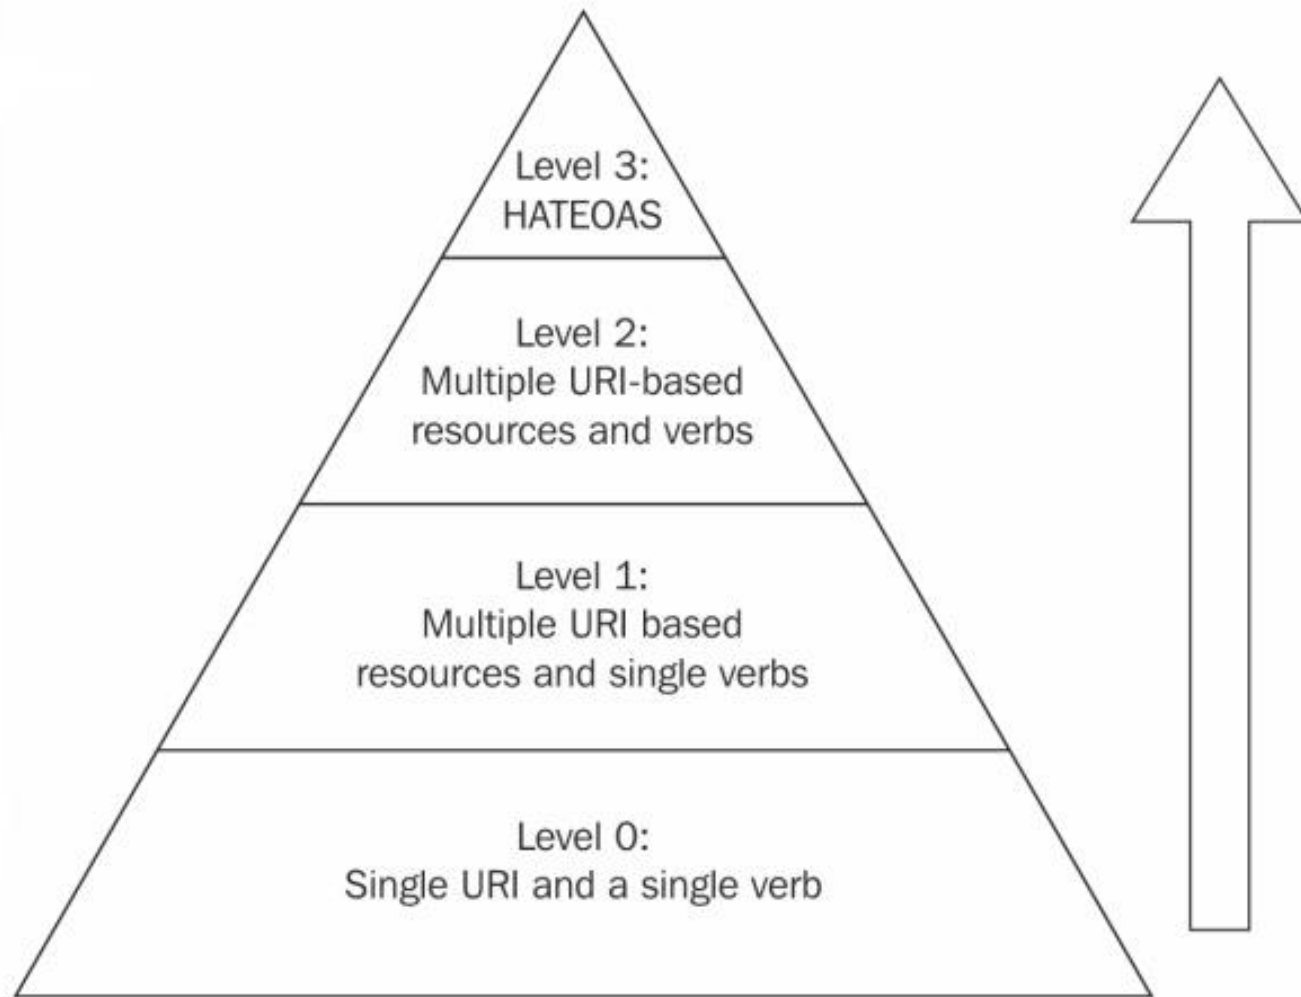 Level 3:
HATEOAS
Level 2:
Multiple URI-based
resources and verbs
Level 1:
Multiple URI based
resources and single verbs
Level 0:
Single URI and a single verb